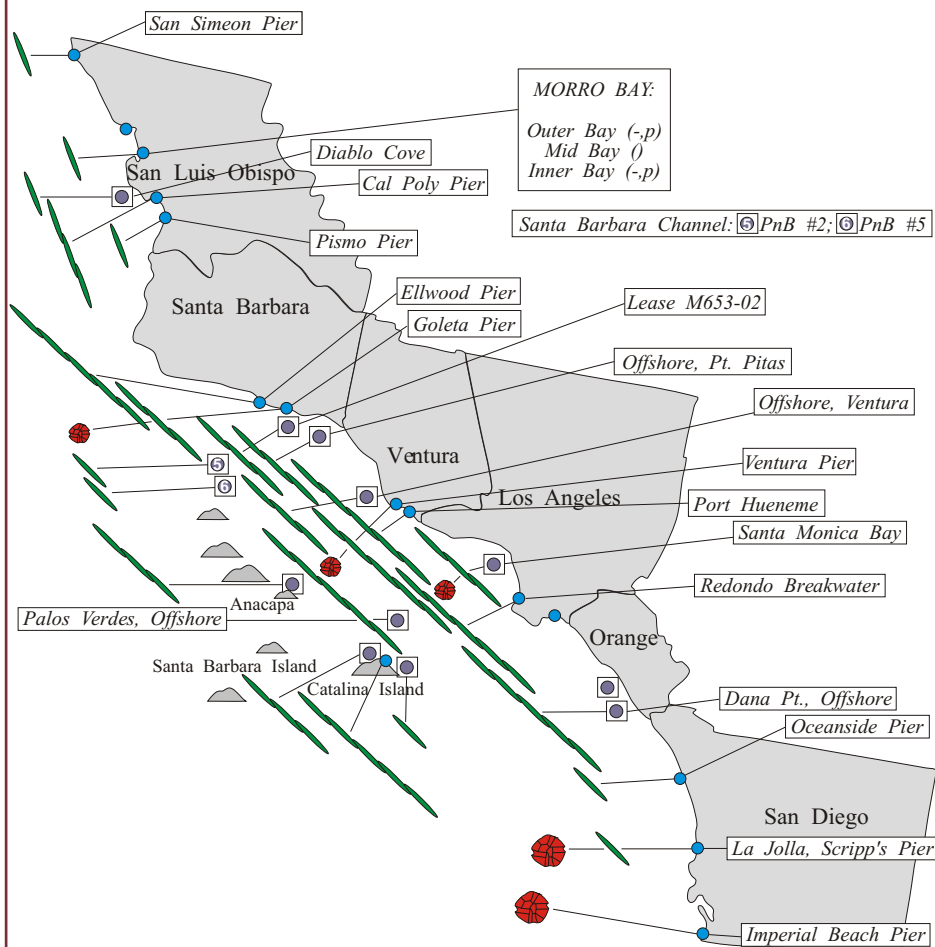 San Simeon Pier
MORRO BAY:
Outer Bay (-,p)
Mid Bay ()
Inner Bay (-,p)
Diablo Cove
San Luis Obispo
Cal Poly Pier
Santa Barbara Channel: 5 PnB #2; 6 PnB #5
Pismo Pier
Ellwood Pier
Santa Barbara
Lease M653-02
Goleta Pier
Offshore, Pt. Pitas
Offshore, Ventura
Ventura
Ventura Pier
5
6
Los Angeles
Port Hueneme
Santa Monica Bay
Redondo Breakwater
Anacapa
Palos Verdes, Offshore
Orange
Santa Barbara Island
Catalina Island
Dana Pt., Offshore
Oceanside Pier
San Diego
La Jolla, Scripp's Pier
Imperial Beach Pier